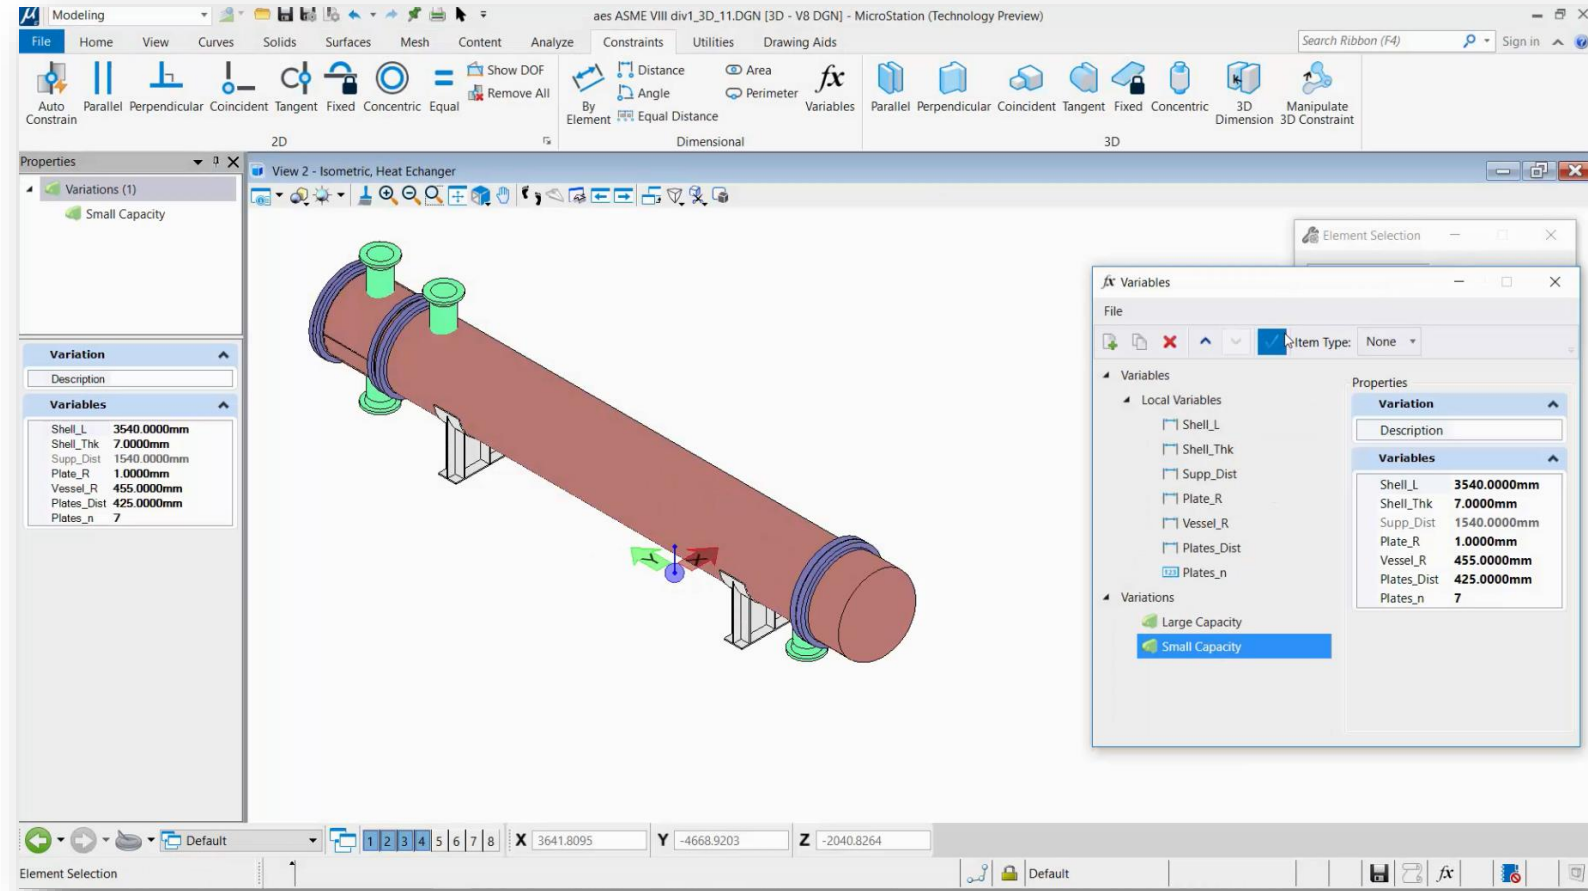 Modeling
aes ASME VIII div1_3D_11.DGN [3D - V8 DGN] - MicroStation (Technology Preview)
File Home View Curves Solids Surfaces Mesh Content Analyze Constraints Utilities Drawing Aids
Search Ribbon (F4) Sign in
Auto Constrain Parallel Perpendicular Coincident Tangent Fixed Concentric Equal
Show DOF
Remove All
2D
By Element
Distance
Angle
Equal Distance
Area
Perimeter
fx Variables
Dimensional
Parallel Perpendicular Coincident Tangent Fixed Concentric 3D Dimension Manipulate 3D Constraint
3D
Properties
Variations (1)
Small Capacity
Variation
Description
Variables
Shell_L 3540.0000mm
Shell_Thk 7.0000mm
Supp_Dist 1540.0000mm
Plate_R 1.0000mm
Vessel_R 455.0000mm
Plates_Dist 425.0000mm
Plates_n 7
View 2 - Isometric, Heat Echanger
Y X
Element Selection
fx Variables
File
Item Type: None
Variables
Local Variables
Shell_L
Shell_Thk
Supp_Dist
Plate_R
Vessel_R
Plates_Dist
123 Plates_n
Variations
Large Capacity
Small Capacity
Properties
Variation
Description
Variables
Shell_L 3540.0000mm
Shell_Thk 7.0000mm
Supp_Dist 1540.0000mm
Plate_R 1.0000mm
Vessel_R 455.0000mm
Plates_Dist 425.0000mm
Plates_n 7
Default 1 2 3 4 5 6 7 8 X 3641.8095 Y -4668.9203 Z -2040.8264
Element Selection Default fx